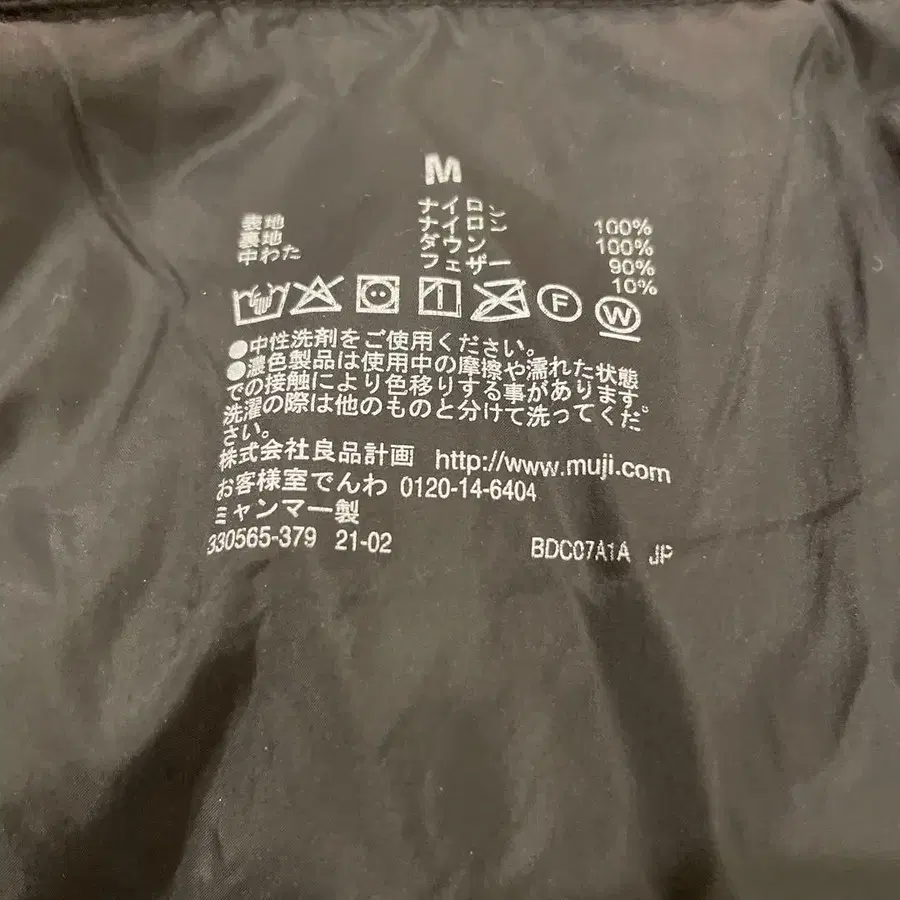 M
表地 ナイロン 100%
裏地 ナイロン 100%
中わた ダウン 90%
フェザー 10%
F W
●中性洗剤をご使用ください。
●濃色製品は使用中の摩擦や濡れた状態
での接触により色移りする事があります。
洗濯の際は他のものと分けて洗ってくだ
さい。
株式会社良品計画 http://www.muji.com
お客様室でんわ 0120-14-6404
ミャンマー製
330565-379 21-02 BDC07A1A JP